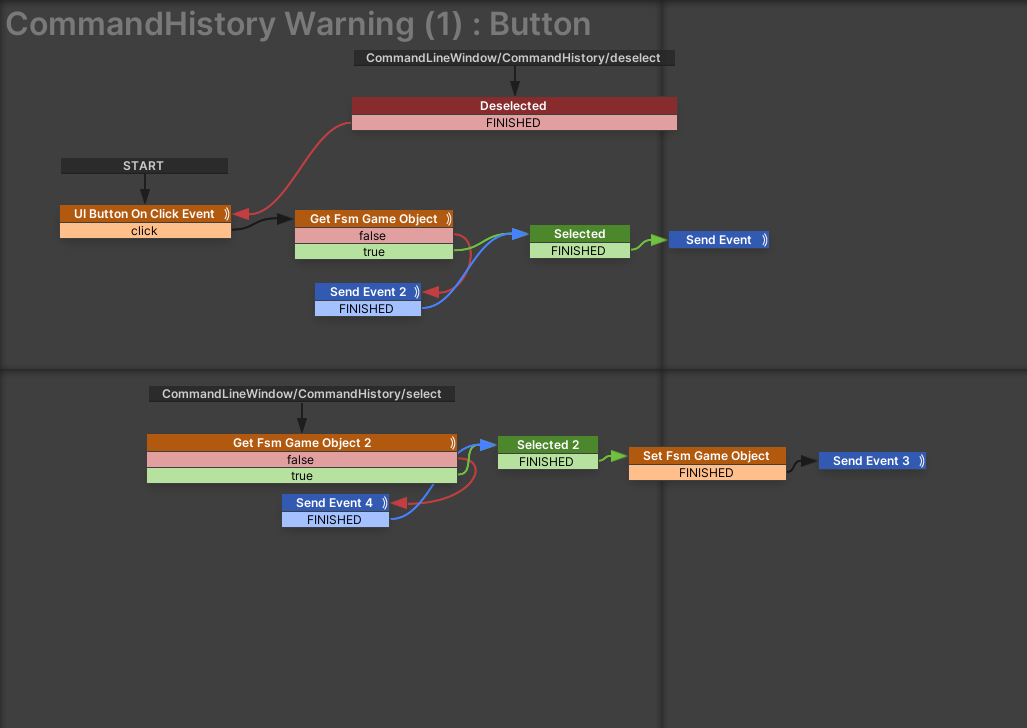 CommandHistory Warning (1) : Button
CommandLineWindow/CommandHistory/deselect
Deselected
FINISHED
START
UI Button On Click Event
click
Get Fsm Game Object
false
true
Selected
FINISHED
Send Event
Send Event 2
FINISHED
CommandLineWindow/CommandHistory/select
Get Fsm Game Object 2
false
true
Selected 2
FINISHED
Set Fsm Game Object
FINISHED
Send Event 3
Send Event 4
FINISHED